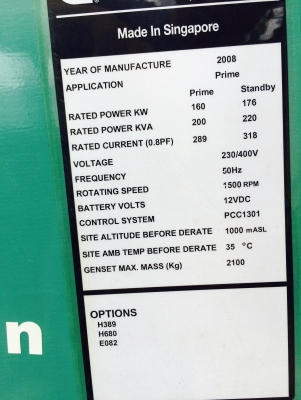 Made In Singapore
YEAR OF MANUFACTURE 2008
APPLICATION Prime
Prime Standby
RATED POWER KW 160 176
RATED POWER KVA 200 220
RATED CURRENT (0.8PF) 289 318
VOLTAGE 230/400V
FREQUENCY 50Hz
ROTATING SPEED 1500 RPM
BATTERY VOLTS 12VDC
CONTROL SYSTEM PCC1301
SITE ALTITUDE BEFORE DERATE 1000 mASL
SITE AMB TEMP BEFORE DERATE 35 °C
GENSET MAX. MASS (Kg) 2100
OPTIONS
H389
H680
E082
n